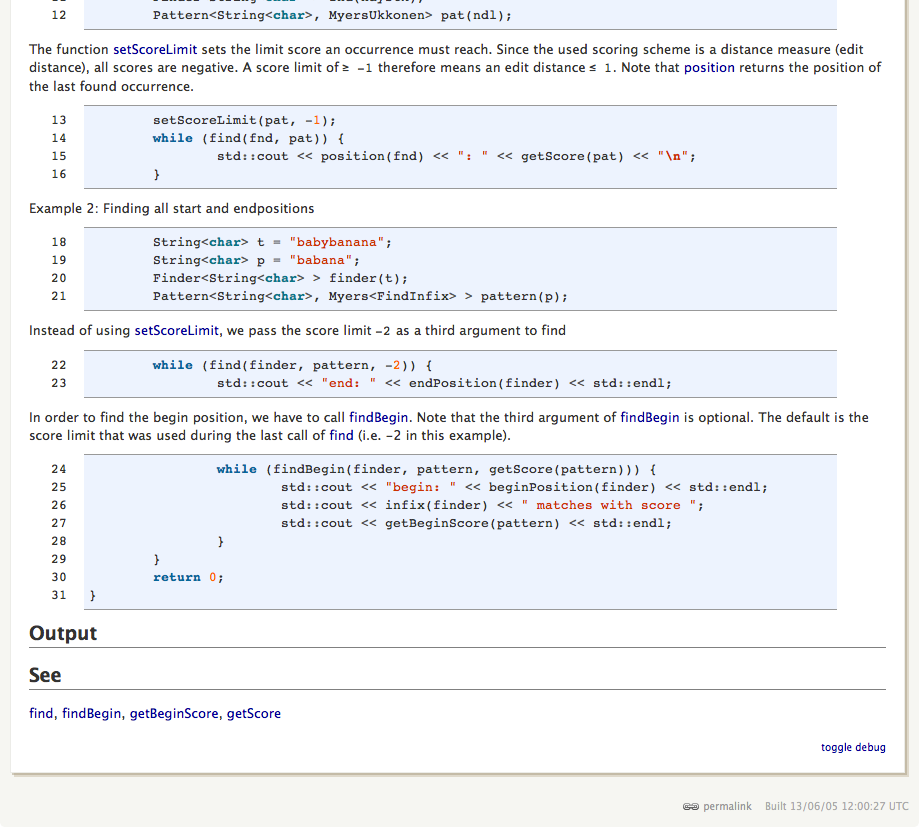 12 Pattern<String<char>, MyersUkkonen> pat(ndl);
The function setScoreLimit sets the limit score an occurrence must reach. Since the used scoring scheme is a distance measure (edit
distance), all scores are negative. A score limit of ≥ -1 therefore means an edit distance ≤ 1. Note that position returns the position of
the last found occurrence.
13 setScoreLimit(pat, -1);
14 while (find(fnd, pat)) {
15 std::cout << position(fnd) << ": " << getScore(pat) << "\n";
16 }
Example 2: Finding all start and endpositions
18 String<char> t = "babybanana";
19 String<char> p = "babana";
20 Finder<String<char> > finder(t);
21 Pattern<String<char>, Myers<FindInfix> > pattern(p);
Instead of using setScoreLimit, we pass the score limit -2 as a third argument to find
22 while (find(finder, pattern, -2)) {
23 std::cout << "end: " << endPosition(finder) << std::endl;
In order to find the begin position, we have to call findBegin. Note that the third argument of findBegin is optional. The default is the
score limit that was used during the last call of find (i.e. -2 in this example).
24 while (findBegin(finder, pattern, getScore(pattern))) {
25 std::cout << "begin: " << beginPosition(finder) << std::endl;
26 std::cout << infix(finder) << " matches with score ";
27 std::cout << getBeginScore(pattern) << std::endl;
28 }
29 }
30 return 0;
31 }
Output
See
find, findBegin, getBeginScore, getScore
toggle debug
permalink Built 13/06/05 12:00:27 UTC